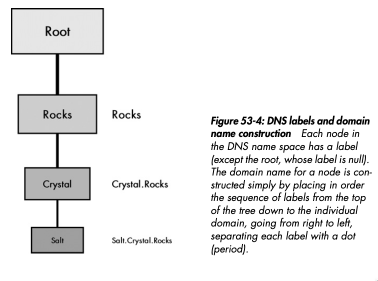 Root
Rocks Rocks
Crystal Crystal.Rocks
Salt Salt.Crystal.Rocks
Figure 53-4: DNS labels and domain
name construction Each node in
the DNS name space has a label
(except the root, whose label is null).
The domain name for a node is con-
structed simply by placing in order
the sequence of labels from the top
of the tree down to the individual
domain, going from right to left,
separating each label with a dot
(period).